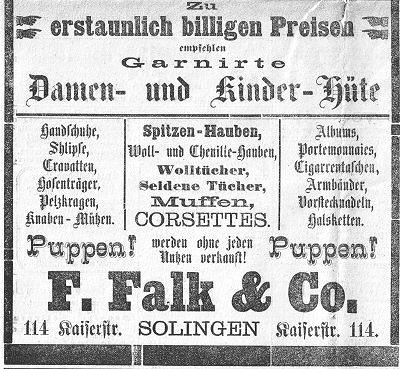 Zu
erstaunlich billigen Preisen
empfehlen
Garnirte
Damen- und Kinder-Hüte
Handschuhe,
Shlipse,
Cravatten,
Hosenträger,
Pelzkragen,
Knaben-Mützen.
Spitzen-Hauben,
Woll- und Chenille-Hauben,
Wolltücher,
Seidene Tücher,
Muffen,
CORSETTES.
Albums,
Portemonnaies,
Cigarrentaschen,
Armbänder,
Vorstecknadeln,
Halsketten.
Puppen! werden ohne jeden Nutzen verkauft! Puppen!
F. Falk & Co.
114 Kaiserstr. SOLINGEN Kaiserstr. 114.